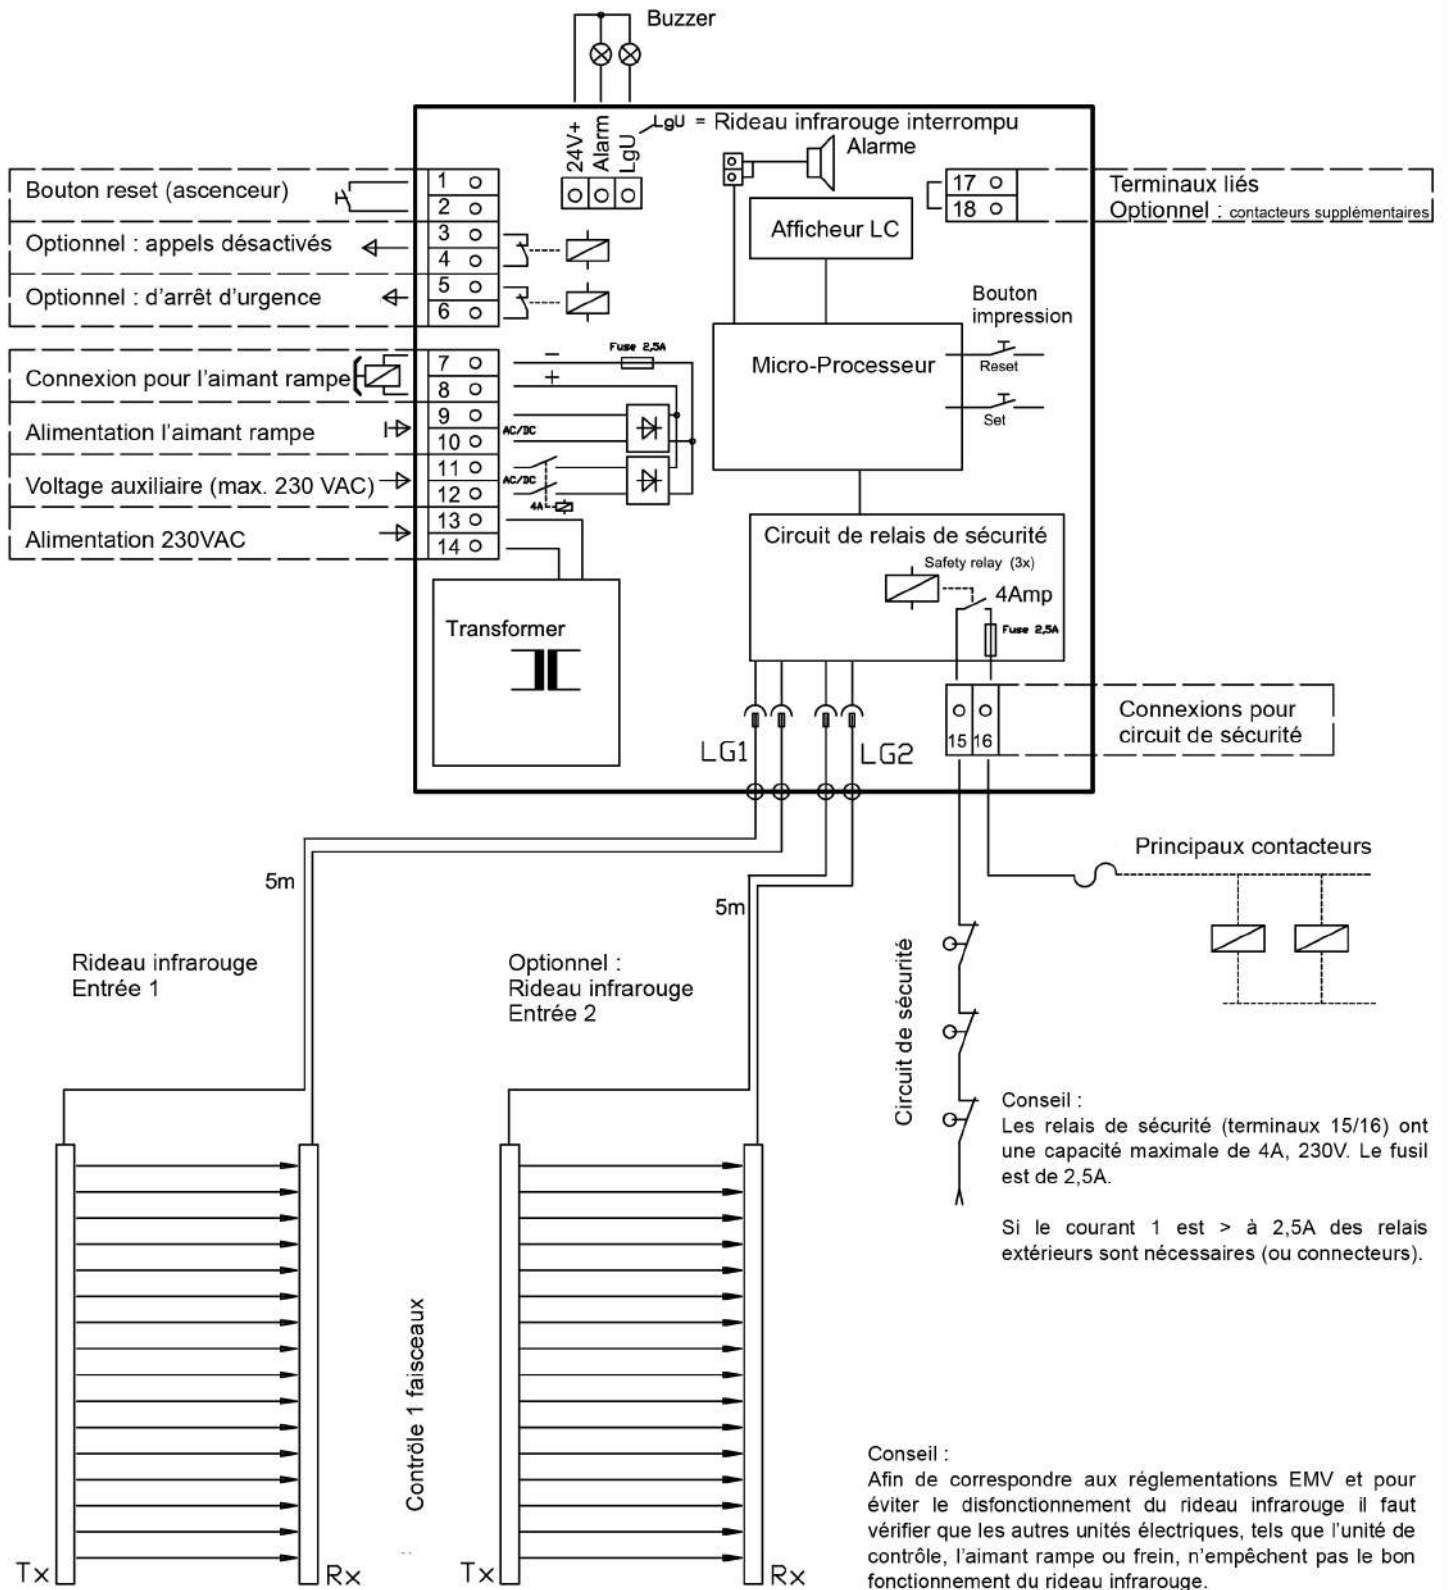 Buzzer
24V+
Alarm
LgU
LgU = Rideau infrarouge interrompu
Alarme
Bouton reset (ascenceur)
1
2
Optionnel : appels désactivés
3
4
Optionnel : d'arrêt d'urgence
5
6
17
18
Terminaux liés
Optionnel : contacteurs supplémentaires
Afficheur LC
Bouton
impression
Micro-Processeur
Reset
Set
Connexion pour l'aimant rampe
7
8
− Fuse 2,5A
+
Alimentation l'aimant rampe
9
10
AC/DC
Voltage auxiliaire (max. 230 VAC)
11
12
AC/DC
4A
Alimentation 230VAC
13
14
Circuit de relais de sécurité
Safety relay (3x)
4Amp
Fuse 2,5A
Transformer
LG1
LG2
15 16
Connexions pour
circuit de sécurité
Principaux contacteurs
5m
5m
Rideau infrarouge
Entrée 1
Optionnel :
Rideau infrarouge
Entrée 2
Circuit de sécurité
Conseil :
Les relais de sécurité (terminaux 15/16) ont
une capacité maximale de 4A, 230V. Le fusil
est de 2,5A.
Si le courant 1 est > à 2,5A des relais
extérieurs sont nécessaires (ou connecteurs).
Contröle 1 faisceaux
Conseil :
Afin de correspondre aux réglementations EMV et pour
éviter le disfonctionnement du rideau infrarouge il faut
vérifier que les autres unités électriques, tels que l'unité de
contrôle, l'aimant rampe ou frein, n'empêchent pas le bon
fonctionnement du rideau infrarouge.
Tx
Rx
Tx
Rx